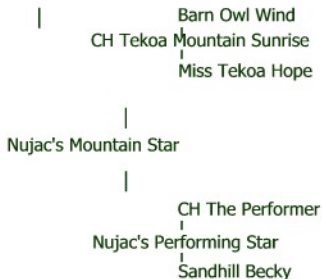 Barn Owl Wind
CH Tekoa Mountain Sunrise
Miss Tekoa Hope
Nujac's Mountain Star
CH The Performer
Nujac's Performing Star
Sandhill Becky